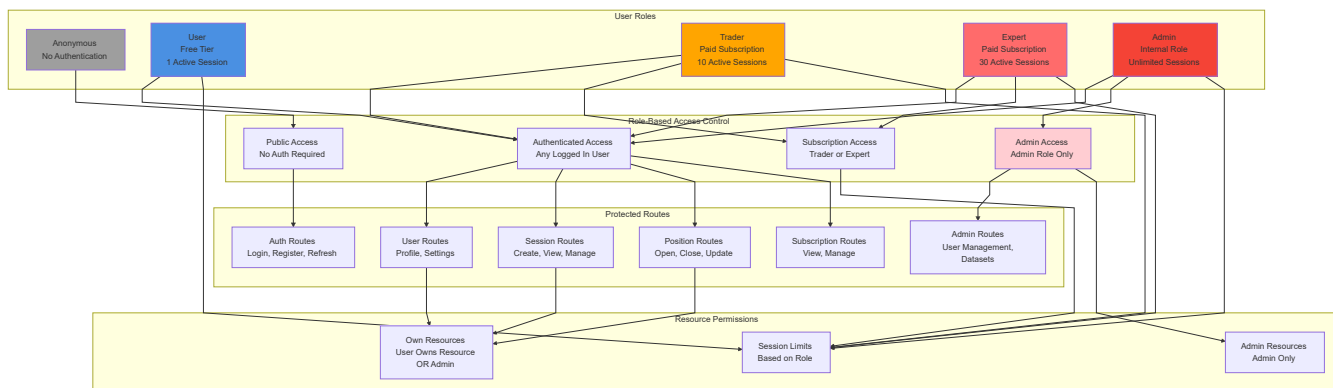 User Roles
Anonymous
No Authentication
User
Free Tier
1 Active Session
Trader
Paid Subscription
10 Active Sessions
Expert
Paid Subscription
30 Active Sessions
Admin
Internal Role
Unlimited Sessions
Role-Based Access Control
Public Access
No Auth Required
Authenticated Access
Any Logged In User
Subscription Access
Trader or Expert
Admin Access
Admin Role Only
Protected Routes
Auth Routes
Login, Register, Refresh
User Routes
Profile, Settings
Session Routes
Create, View, Manage
Position Routes
Open, Close, Update
Subscription Routes
View, Manage
Admin Routes
User Management,
Datasets
Resource Permissions
Own Resources
User Owns Resource
OR Admin
Session Limits
Based on Role
Admin Resources
Admin Only